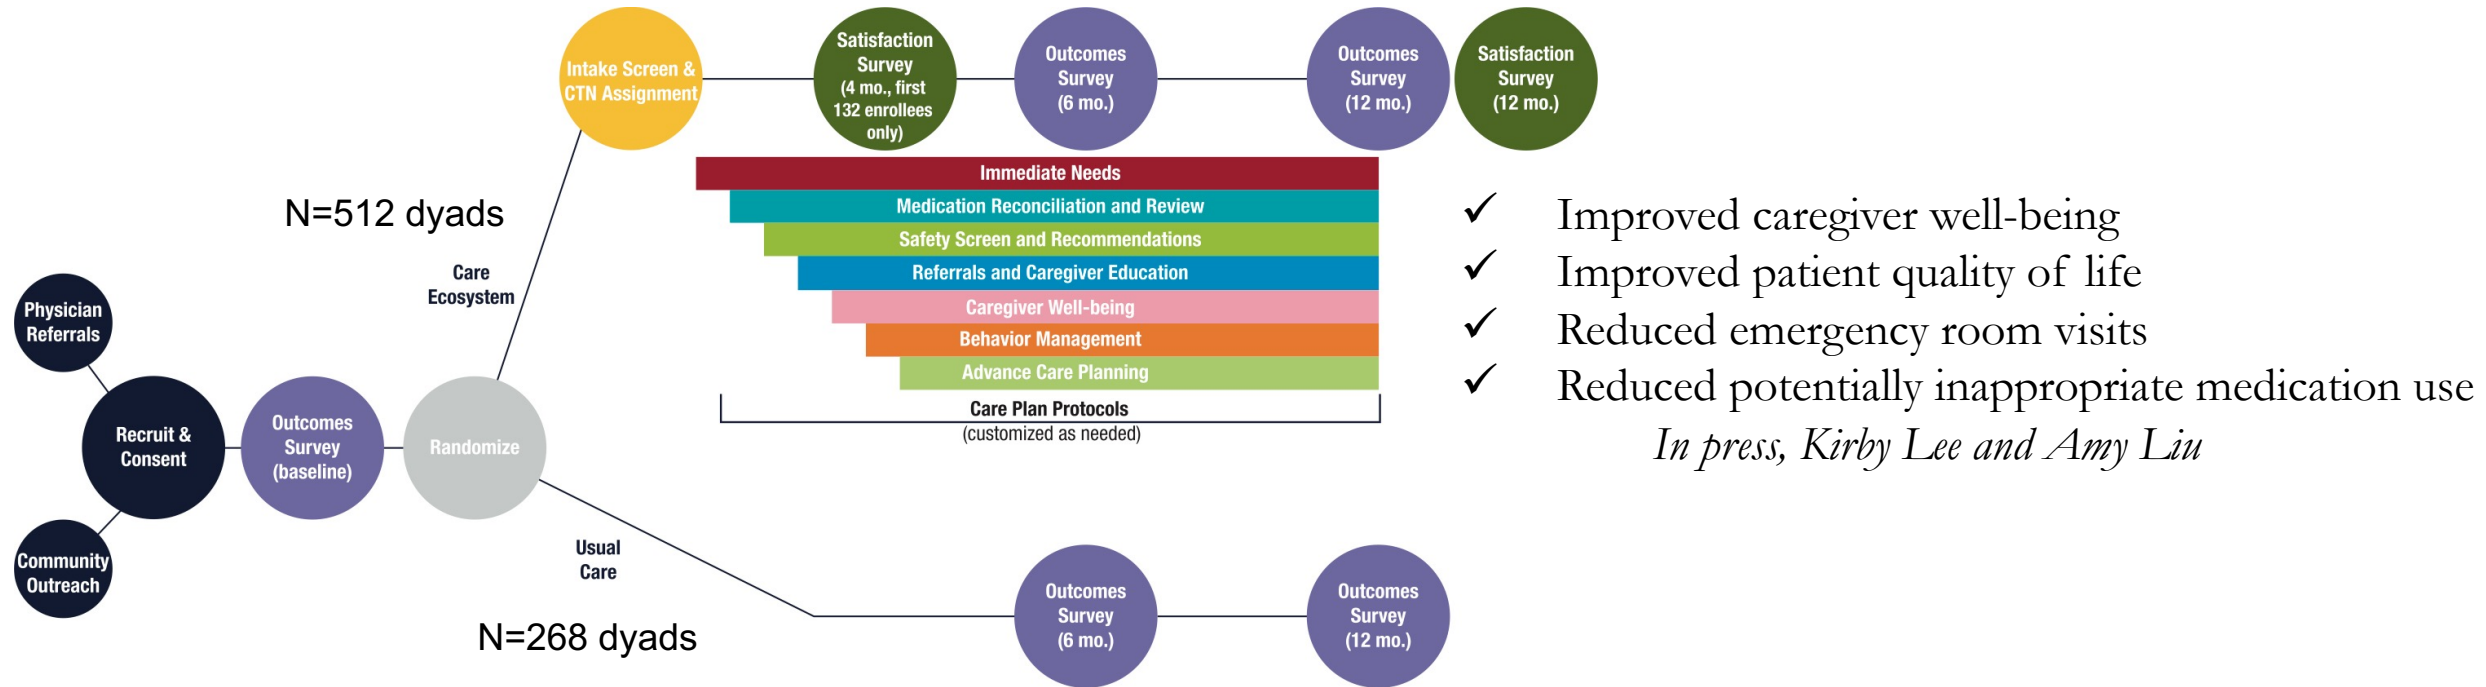 Physician
Referrals
Community
Outreach
Recruit &
Consent
Outcomes
Survey
(baseline)
Randomize
N=512 dyads
Care
Ecosystem
Intake Screen &
CTN Assignment
Satisfaction
Survey
(4 mo., first
132 enrollees
only)
Outcomes
Survey
(6 mo.)
Outcomes
Survey
(12 mo.)
Satisfaction
Survey
(12 mo.)
Immediate Needs
Medication Reconciliation and Review
Safety Screen and Recommendations
Referrals and Caregiver Education
Caregiver Well-being
Behavior Management
Advance Care Planning
Care Plan Protocols
(customized as needed)
Usual
Care
N=268 dyads
Outcomes
Survey
(6 mo.)
Outcomes
Survey
(12 mo.)
✓ Improved caregiver well-being
✓ Improved patient quality of life
✓ Reduced emergency room visits
✓ Reduced potentially inappropriate medication use
In press, Kirby Lee and Amy Liu